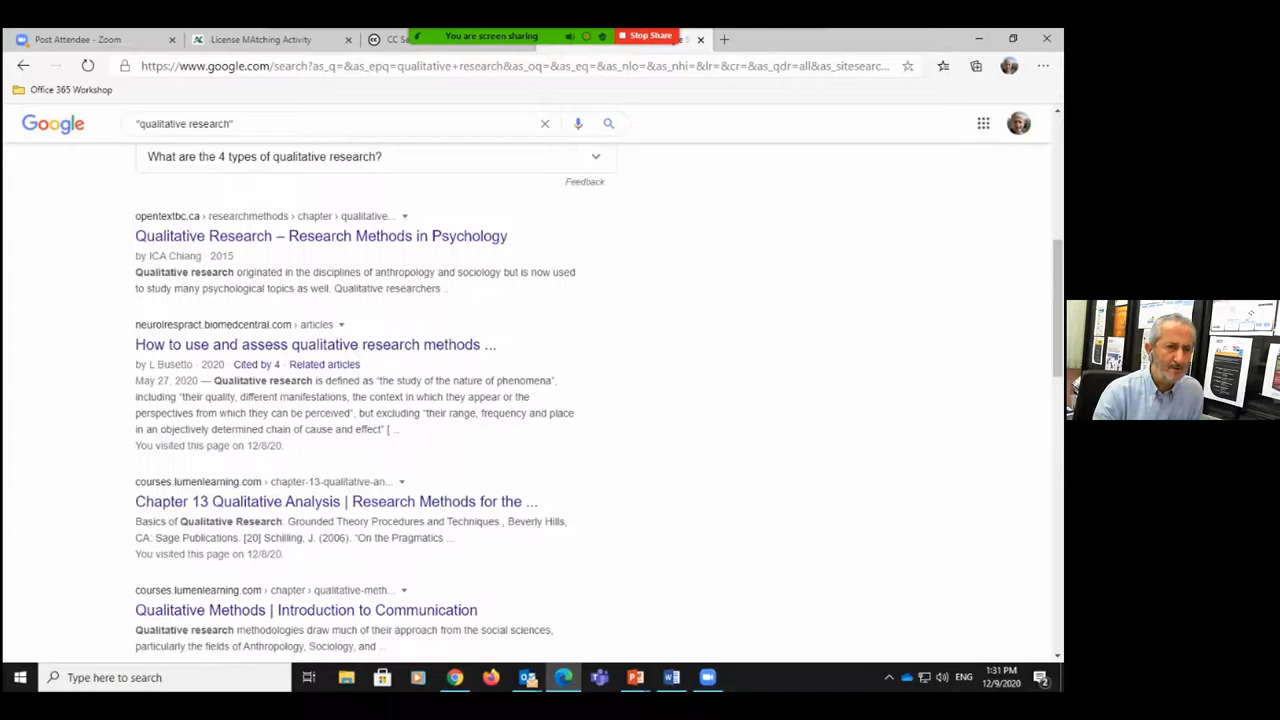 Post Attendee - Zoom
License MAtching Activity
CC Se
You are screen sharing
Stop Share
https://www.google.com/search?as_q=&as_epq=qualitative+research&as_oq=&as_eq=&as_nlo=&as_nhi=&lr=&cr=&as_qdr=all&as_sitesearc...
Office 365 Workshop
Google
"qualitative research"
What are the 4 types of qualitative research?
Feedback
opentextbc.ca › researchmethods › chapter › qualitative...
Qualitative Research – Research Methods in Psychology
by ICA Chiang · 2015
Qualitative research originated in the disciplines of anthropology and sociology but is now used
to study many psychological topics as well. Qualitative researchers ...
neurolrespract.biomedcentral.com › articles
How to use and assess qualitative research methods ...
by L Busetto · 2020 Cited by 4 · Related articles
May 27, 2020 — Qualitative research is defined as “the study of the nature of phenomena”,
including “their quality, different manifestations, the context in which they appear or the
perspectives from which they can be perceived”, but excluding “their range, frequency and place
in an objectively determined chain of cause and effect” [ ...
You visited this page on 12/8/20.
courses.lumenlearning.com › chapter-13-qualitative-an...
Chapter 13 Qualitative Analysis | Research Methods for the ...
Basics of Qualitative Research: Grounded Theory Procedures and Techniques , Beverly Hills,
CA: Sage Publications. [20] Schilling, J. (2006). “On the Pragmatics ...
You visited this page on 12/8/20.
courses.lumenlearning.com › chapter › qualitative-meth...
Qualitative Methods | Introduction to Communication
Qualitative research methodologies draw much of their approach from the social sciences,
particularly the fields of Anthropology, Sociology, and ...
Type here to search
ENG
1:31 PM
12/9/2020
2